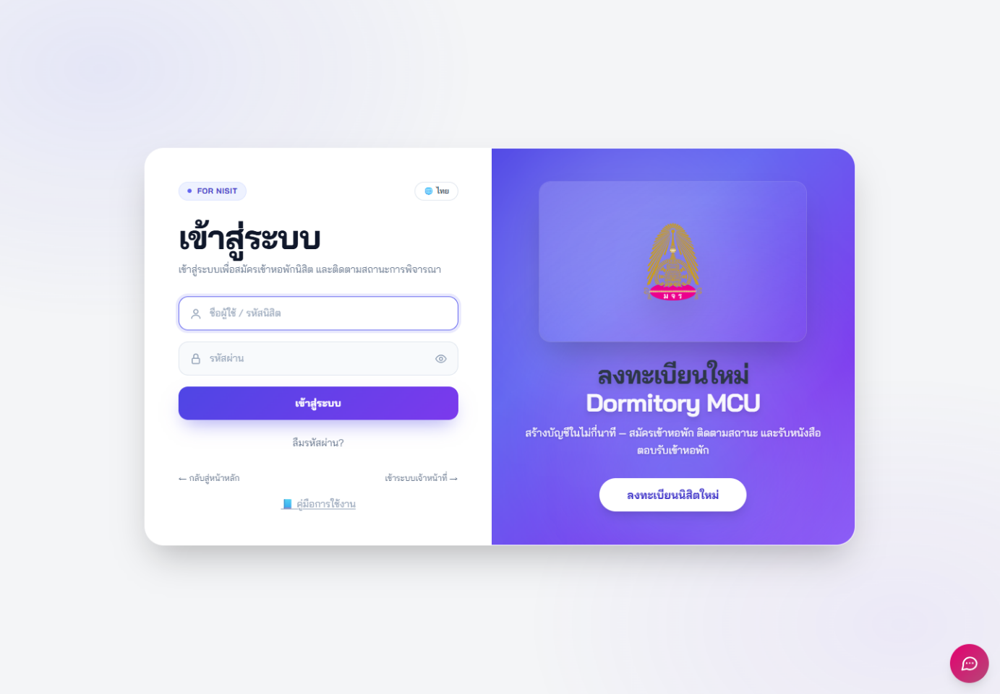 FOR NISIT
🌐 ไทย
เข้าสู่ระบบ
เข้าสู่ระบบเพื่อสมัครเข้าหอพักนิสิต และติดตามสถานะการพิจารณา
ชื่อผู้ใช้ / รหัสนิสิต
รหัสผ่าน
เข้าสู่ระบบ
ลืมรหัสผ่าน?
← กลับสู่หน้าหลัก
เข้าระบบเจ้าหน้าที่ →
📘 คู่มือการใช้งาน
มจร
ลงทะเบียนใหม่
Dormitory MCU
สร้างบัญชีในไม่กี่นาที — สมัครเข้าหอพัก ติดตามสถานะ และรับหนังสือ
ตอบรับเข้าหอพัก
ลงทะเบียนนิสิตใหม่